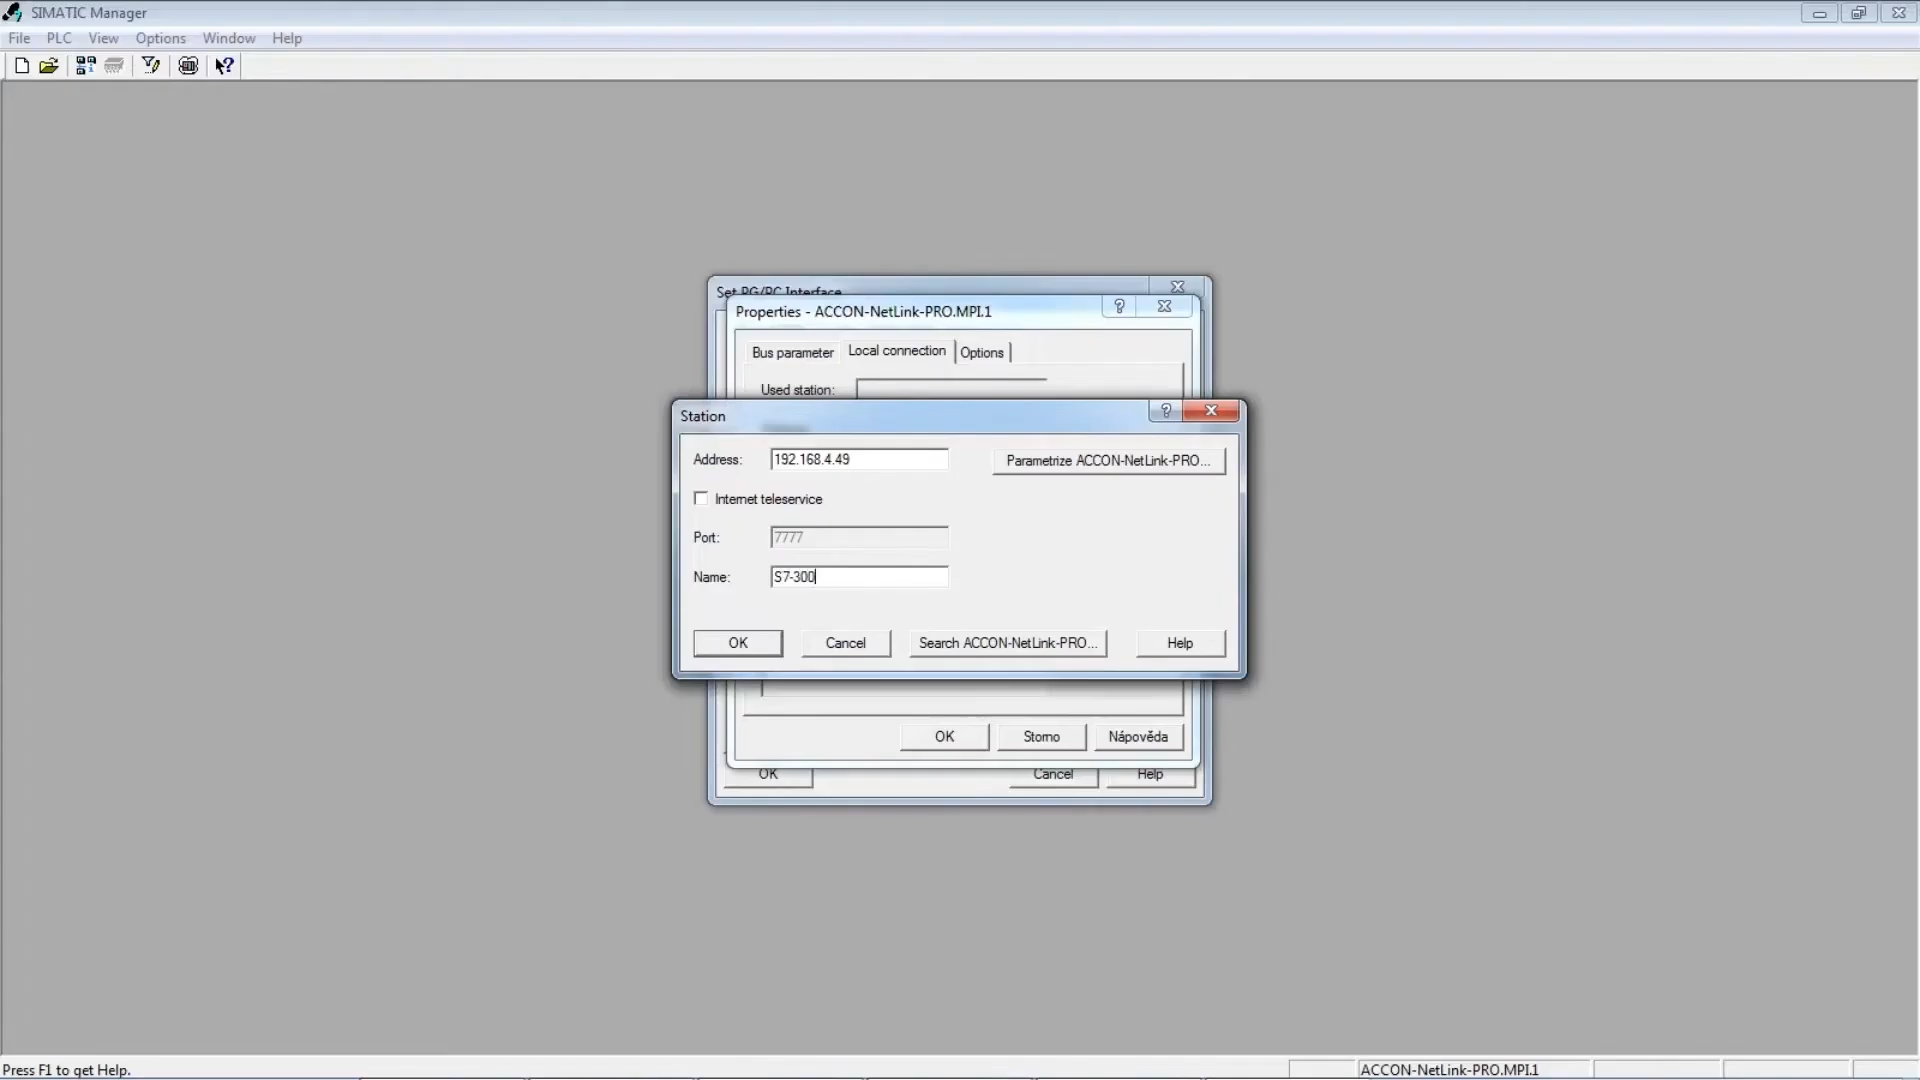 SIMATIC Manager
File PLC View Options Window Help
Set PG/PC Interface
Properties - ACCON-NetLink-PRO.MPI.1
Bus parameter Local connection Options
Used station:
Station
Address: 192.168.4.49 Parametrize ACCON-NetLink-PRO...
Internet teleservice
Port: 7777
Name: S7-300
OK Cancel Search ACCON-NetLink-PRO... Help
OK Storno Nápověda
OK Cancel Help
Press F1 to get Help. ACCON-NetLink-PRO.MPI.1